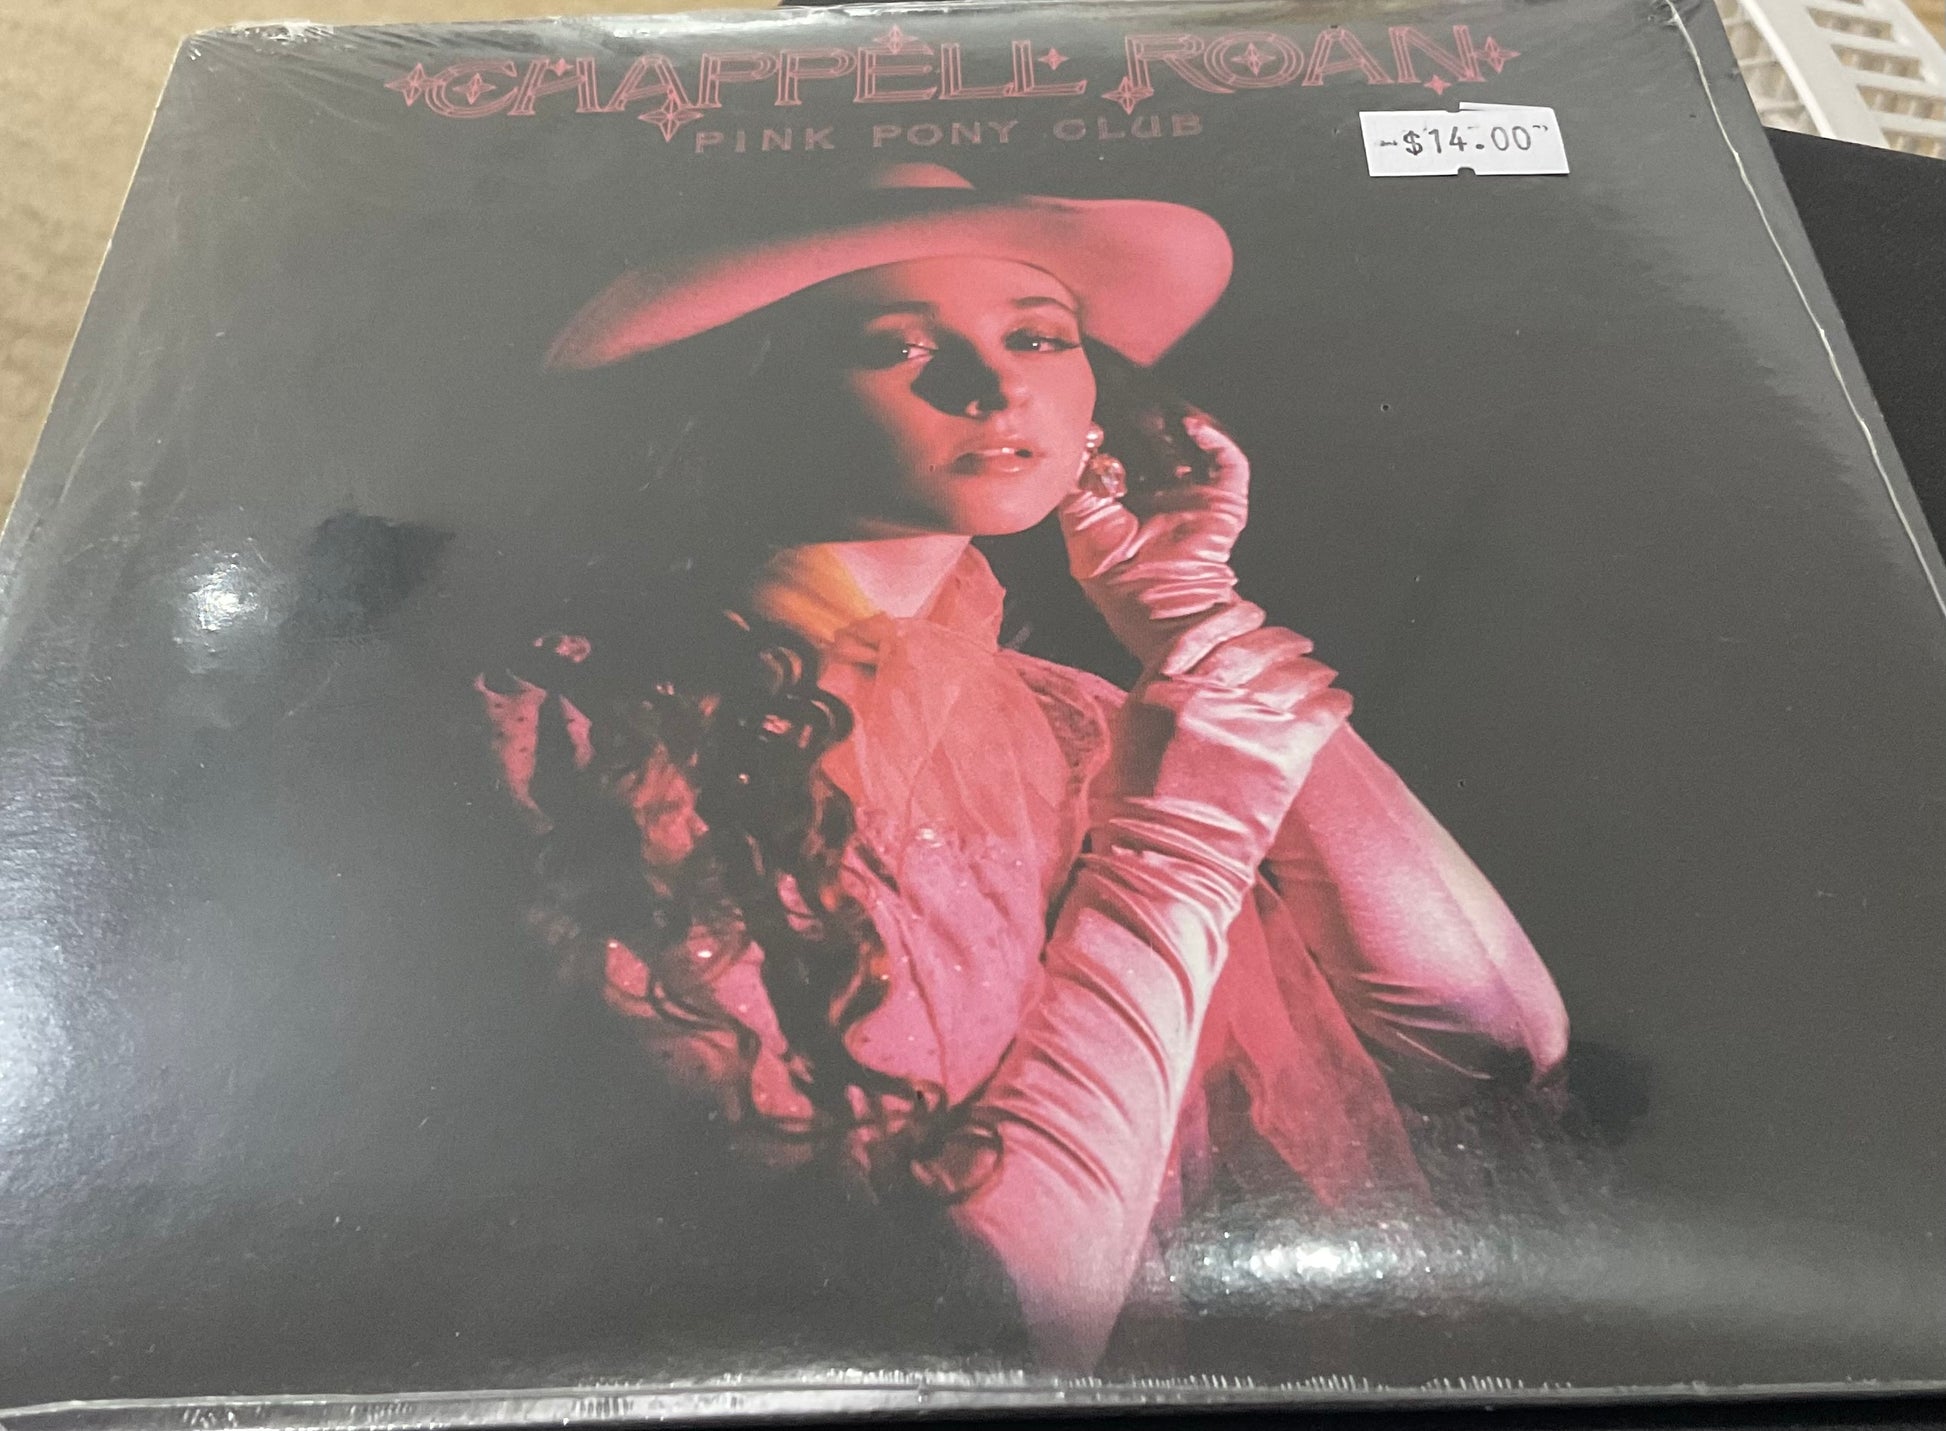 CHAPPELL ROAN
PINK PONY CLUB
$14.00